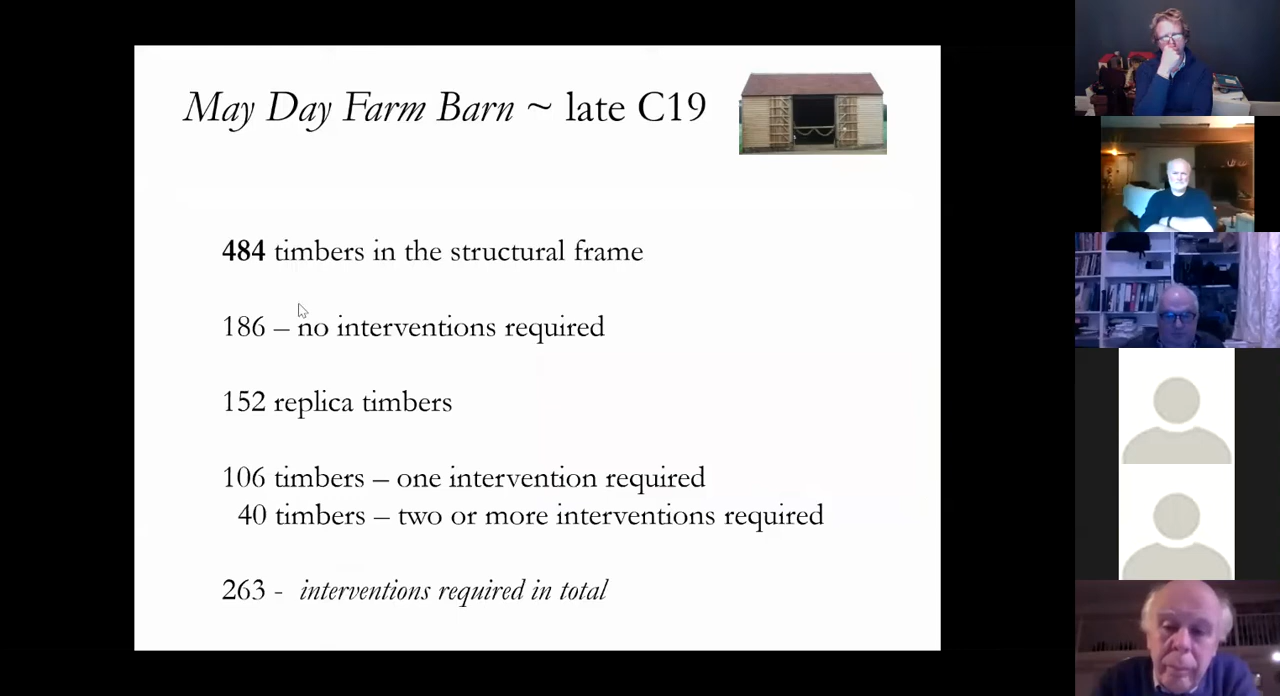 May Day Farm Barn ~ late C19
484 timbers in the structural frame
186 – no interventions required
152 replica timbers
106 timbers – one intervention required
40 timbers – two or more interventions required
263 - interventions required in total